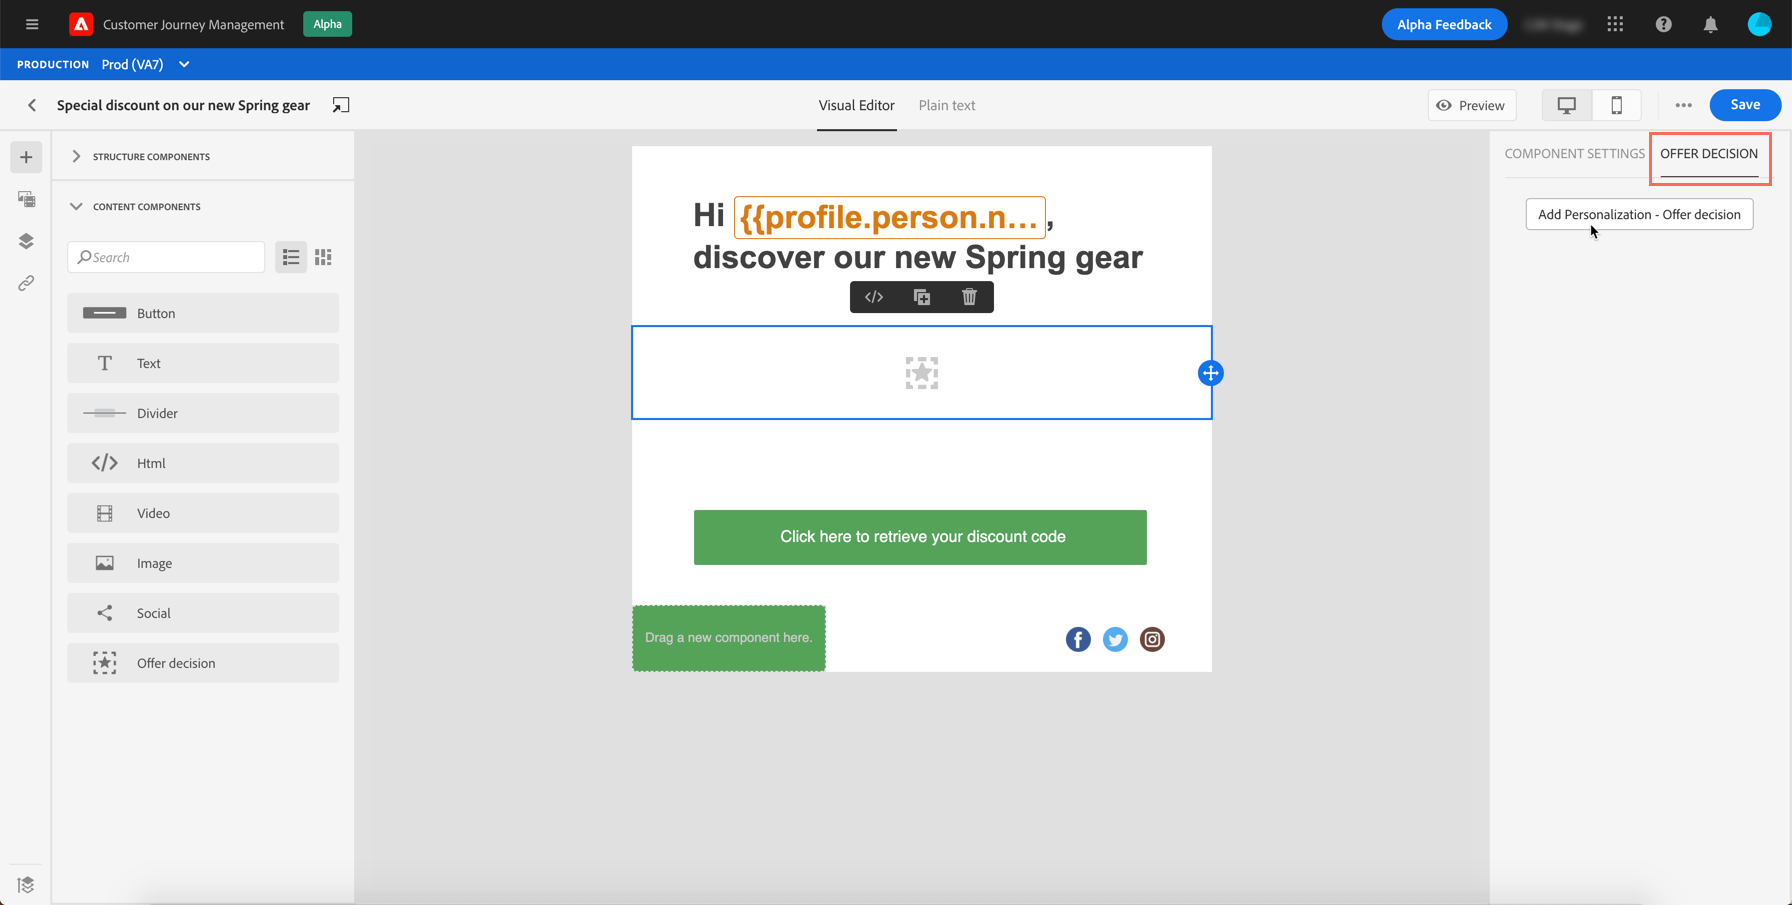 Customer Journey Management
Alpha
Alpha Feedback
PRODUCTION Prod (VA7)
Special discount on our new Spring gear
Visual Editor
Plain text
Preview
Save
STRUCTURE COMPONENTS
CONTENT COMPONENTS
Search
Button
Text
Divider
Html
Video
Image
Social
Offer decision
Hi {{profile.person.n... ,
discover our new Spring gear
Click here to retrieve your discount code
Drag a new component here.
COMPONENT SETTINGS
OFFER DECISION
Add Personalization - Offer decision